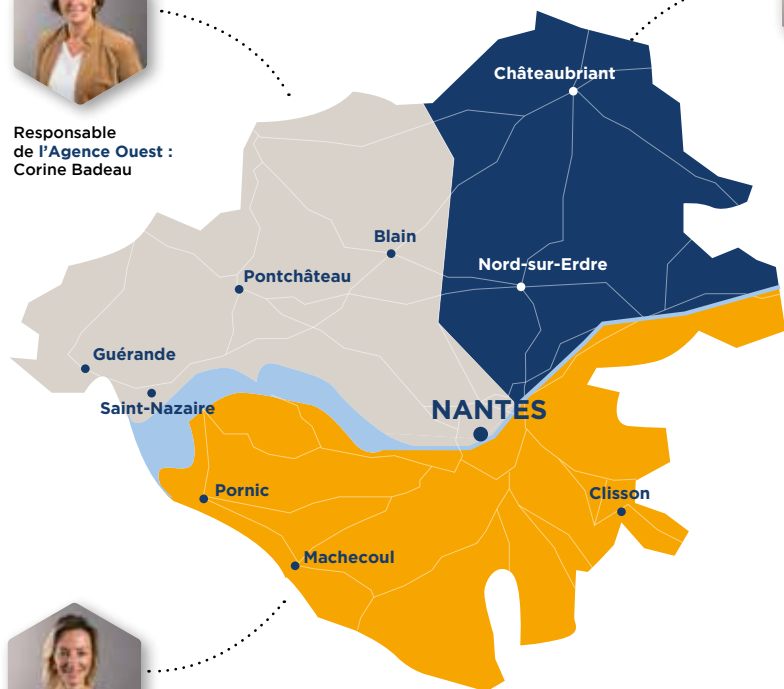 Châteaubriant
Responsable
de l'Agence Ouest :
Corine Badeau
Blain
Nord-sur-Erdre
Pontchâteau
Guérande
Saint-Nazaire
NANTES
Pornic
Clisson
Machecoul